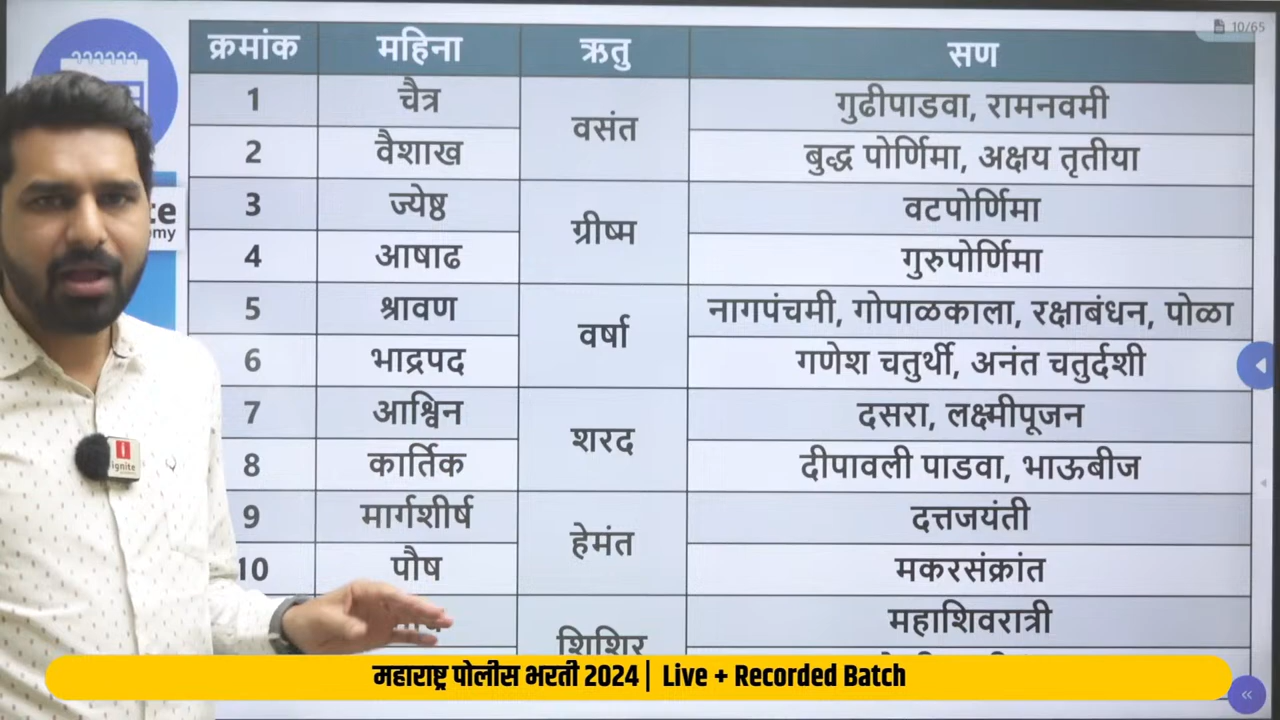 10/65
क्रमांक महिना ऋतु सण
1 चैत्र वसंत गुढीपाडवा, रामनवमी
2 वैशाख बुद्ध पोर्णिमा, अक्षय तृतीया
3 ज्येष्ठ ग्रीष्म वटपोर्णिमा
4 आषाढ गुरुपोर्णिमा
5 श्रावण वर्षा नागपंचमी, गोपाळकाला, रक्षाबंधन, पोळा
6 भाद्रपद गणेश चतुर्थी, अनंत चतुर्दशी
7 आश्विन शरद दसरा, लक्ष्मीपूजन
8 कार्तिक दीपावली पाडवा, भाऊबीज
9 मार्गशीर्ष हेमंत दत्तजयंती
10 पौष मकरसंक्रांत
शिशिर महाशिवरात्री
ignite
महाराष्ट्र पोलीस भरती 2024 | Live + Recorded Batch